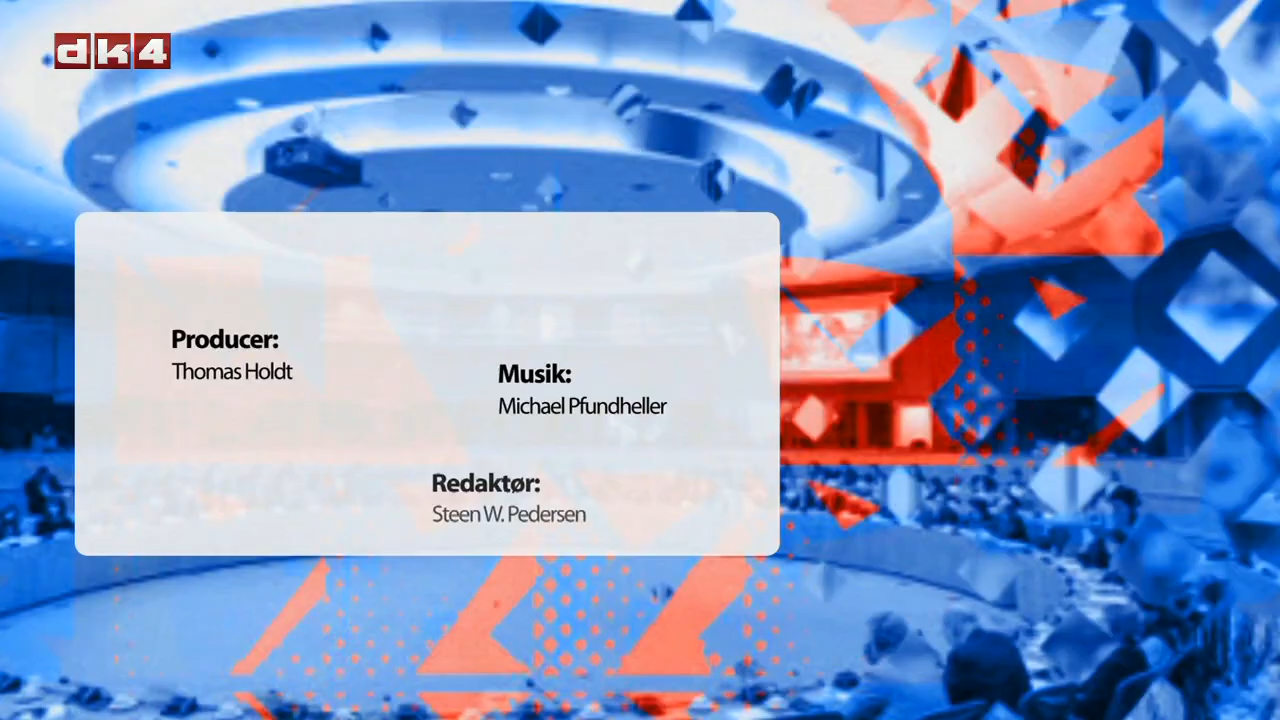 dk4
Producer:
Thomas Holdt
Musik:
Michael Pfundheller
Redaktør:
Steen W. Pedersen